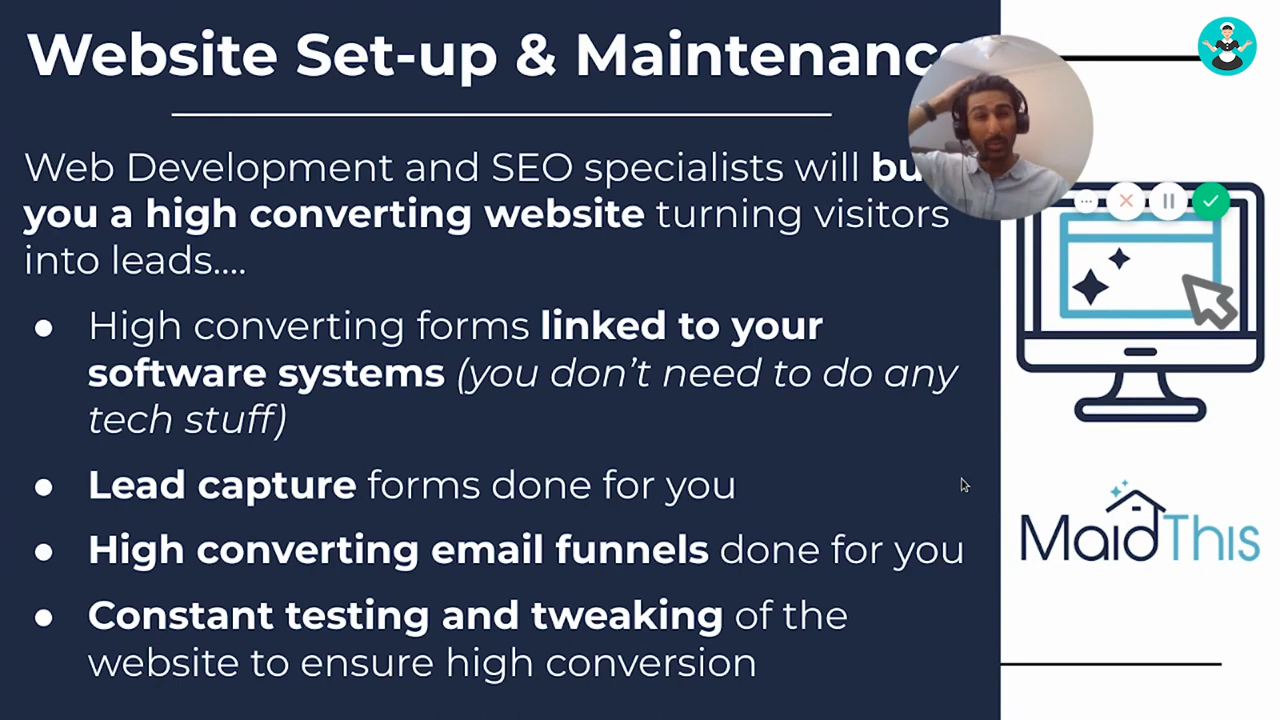 Website Set-up & Maintenance
Web Development and SEO specialists will
you a high converting website turning visitors
into leads....
● High converting forms linked to your
software systems (you don't need to do any
tech stuff)
● Lead capture forms done for you
● High converting email funnels done for you
● Constant testing and tweaking of the
website to ensure high conversion
MaidThis